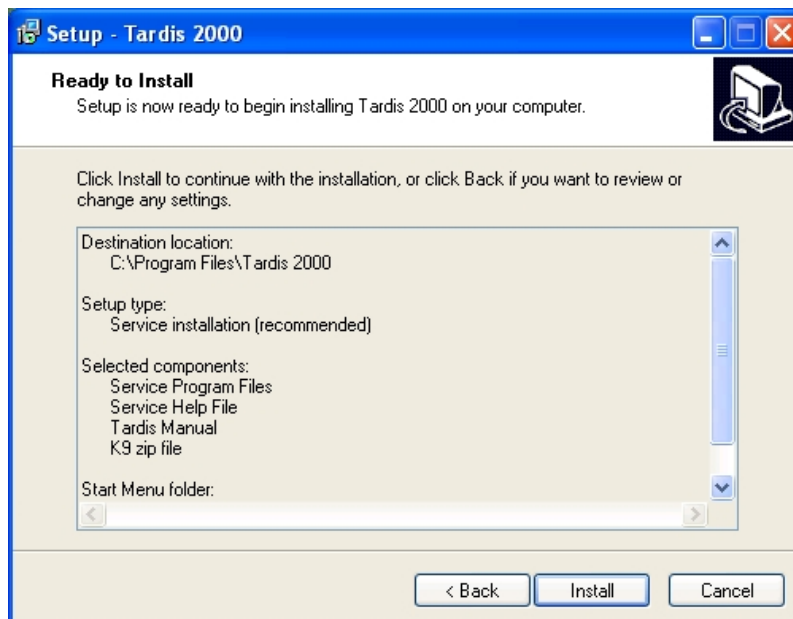 Setup - Tardis 2000
Ready to Install
Setup is now ready to begin installing Tardis 2000 on your computer.
Click Install to continue with the installation, or click Back if you want to review or
change any settings.
Destination location:
C:\Program Files\Tardis 2000
Setup type:
Service installation (recommended)
Selected components:
Service Program Files
Service Help File
Tardis Manual
K9 zip file
Start Menu folder:
< Back
Install
Cancel